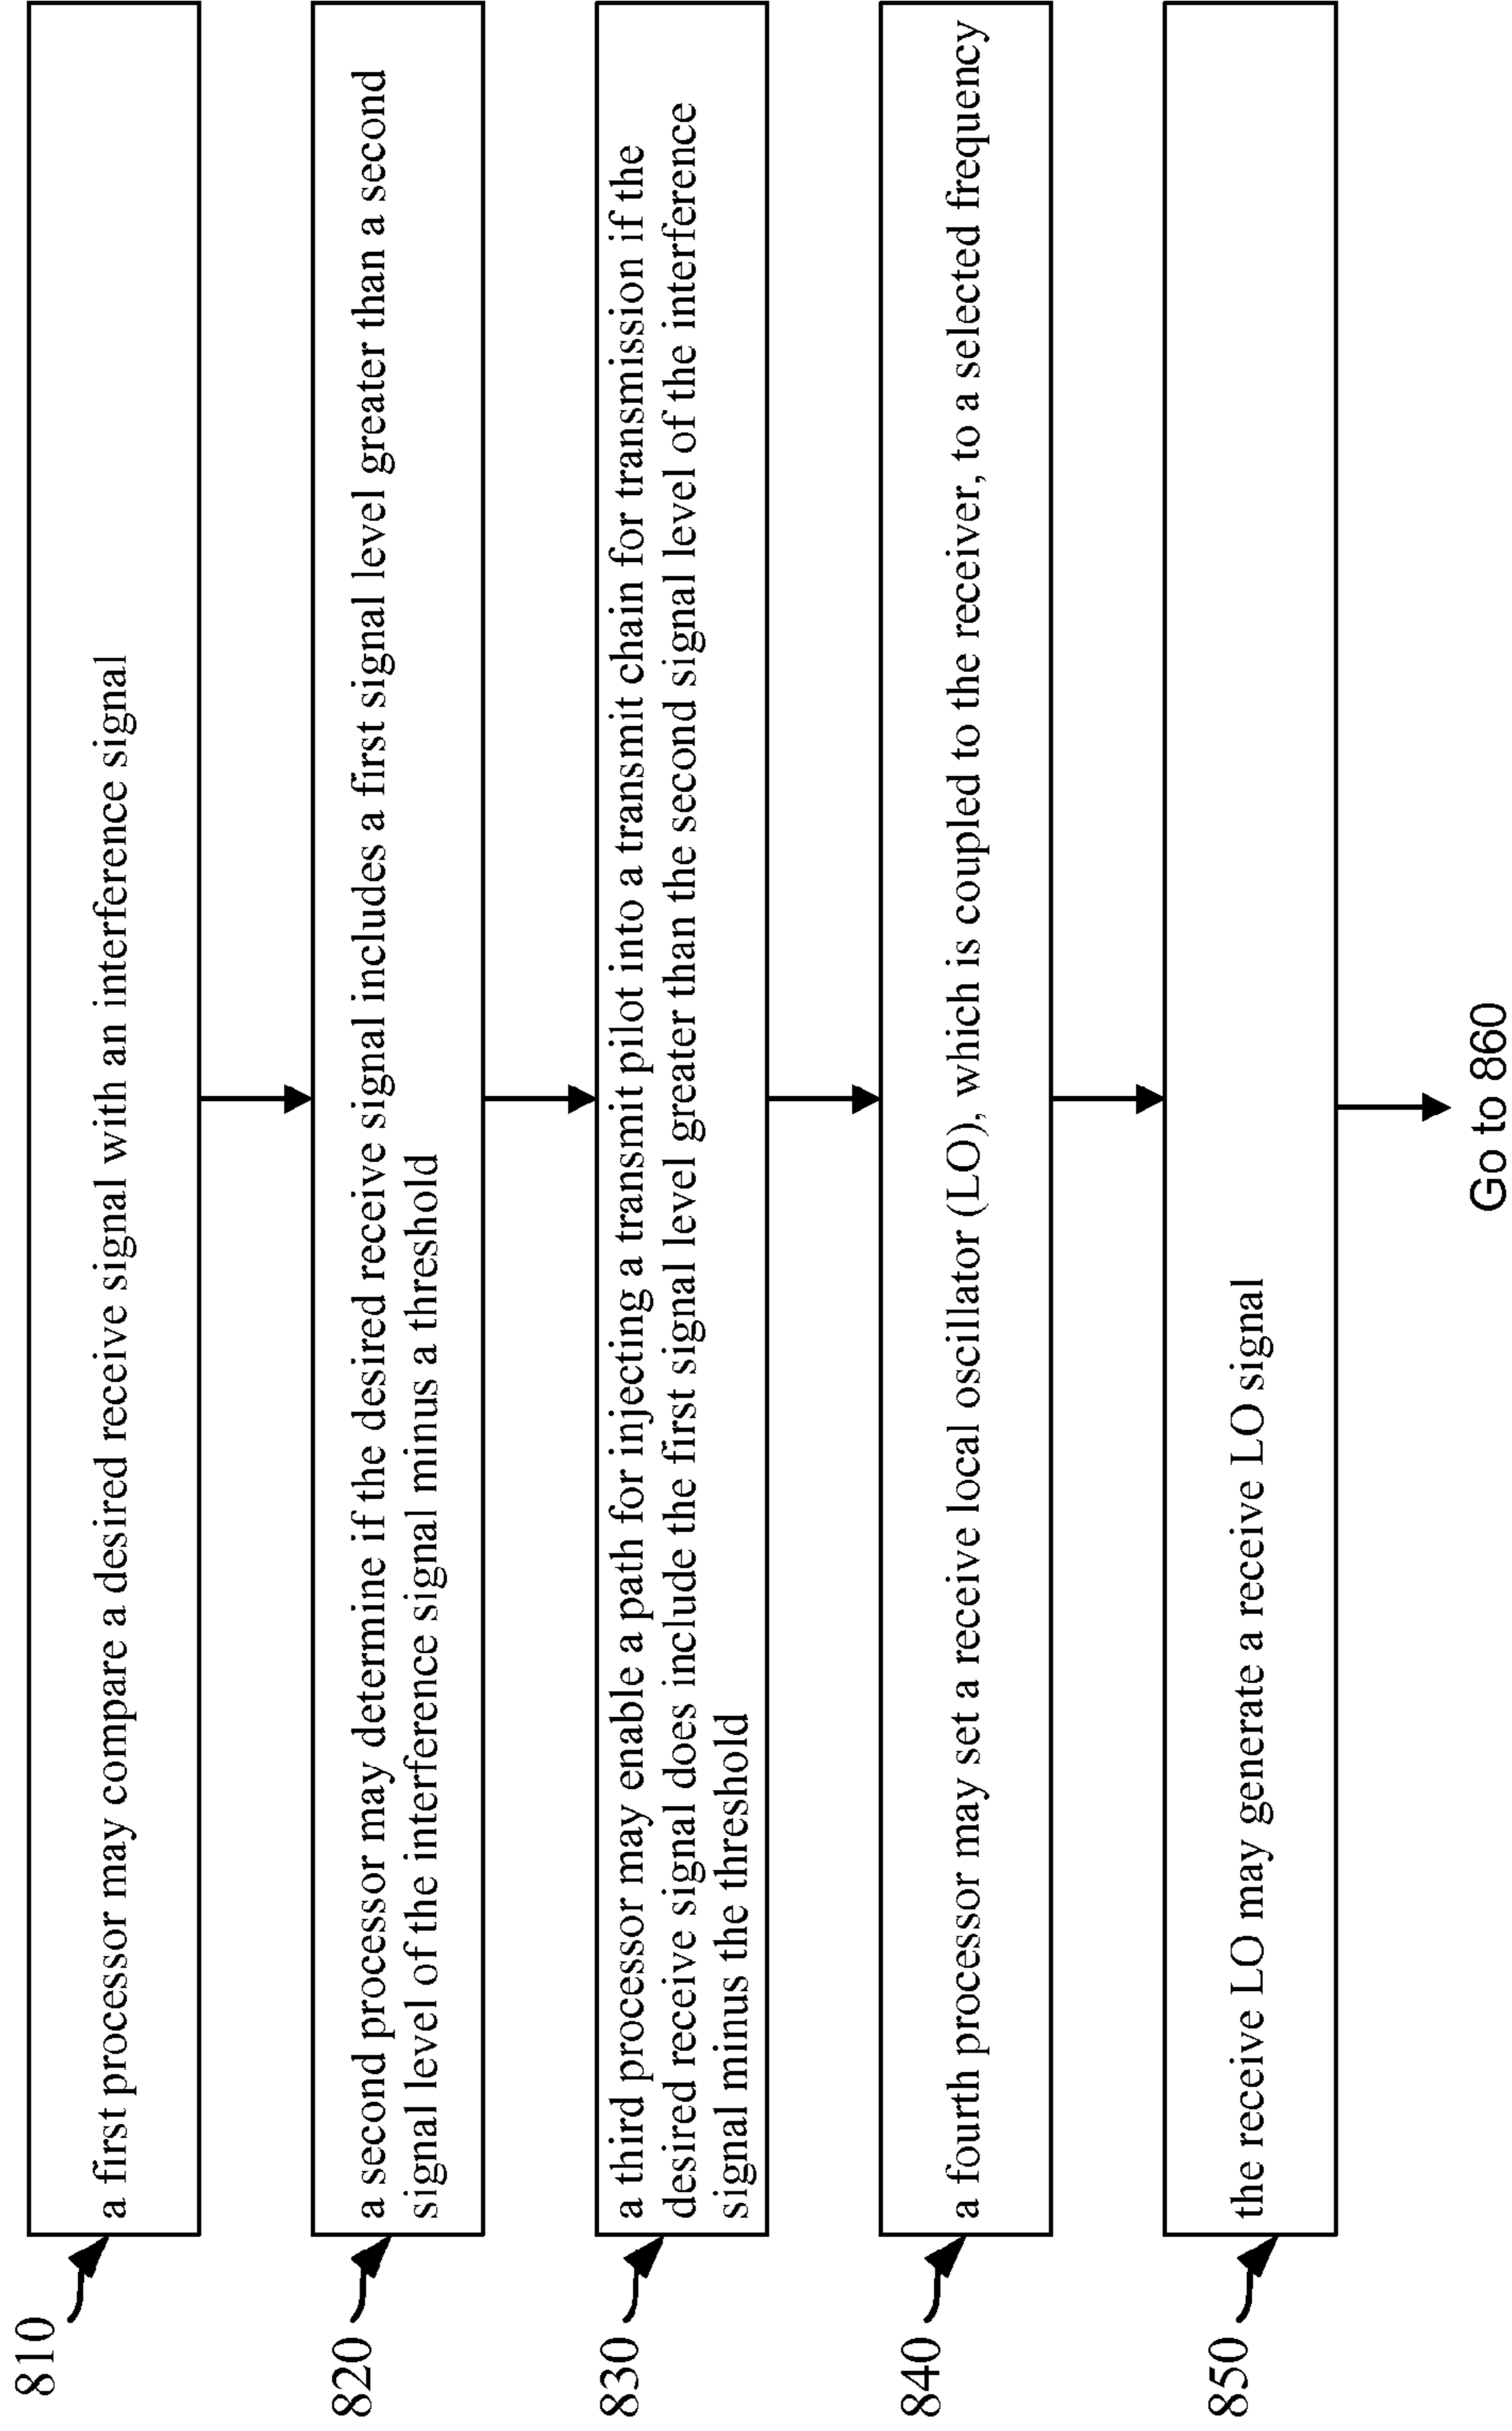 810
a first processor may compare a desired receive signal with an interference signal
820
a second processor may determine if the desired receive signal includes a first signal level greater than a second
signal level of the interference signal minus a threshold
830
a third processor may enable a path for injecting a transmit pilot into a transmit chain for transmission if the
desired receive signal does include the first signal level greater than the second signal level of the interference
signal minus the threshold
840
a fourth processor may set a receive local oscillator (LO), which is coupled to the receiver, to a selected frequency
850
the receive LO may generate a receive LO signal
Go to 860